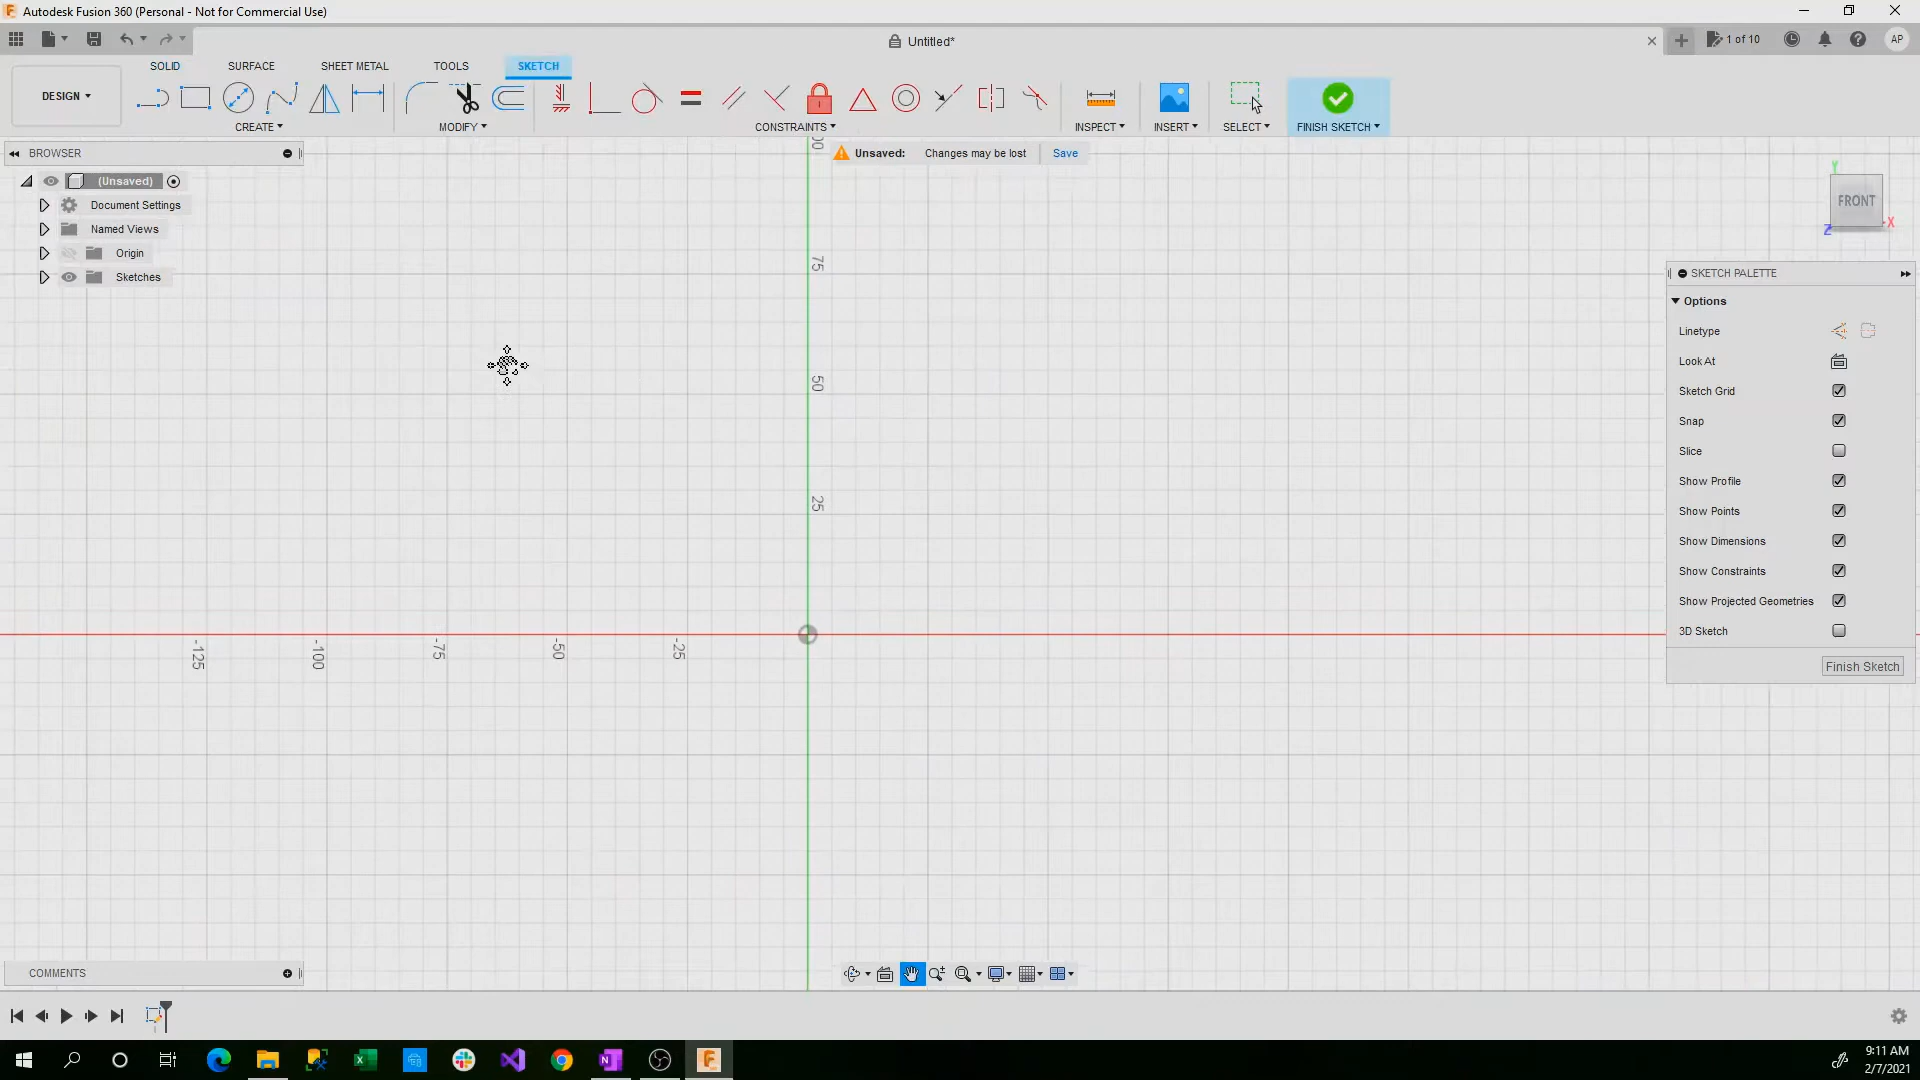 Autodesk Fusion 360 (Personal - Not for Commercial Use)
Untitled*
1 of 10
AP
SOLID
SURFACE
SHEET METAL
TOOLS
SKETCH
DESIGN
CREATE
MODIFY
CONSTRAINTS
INSPECT
INSERT
SELECT
FINISH SKETCH
BROWSER
Unsaved:
Changes may be lost
Save
(Unsaved)
Document Settings
Named Views
Origin
Sketches
FRONT
Y
X
Z
75
50
25
-125
-100
-75
-50
-25
SKETCH PALETTE
Options
Linetype
Look At
Sketch Grid
Snap
Slice
Show Profile
Show Points
Show Dimensions
Show Constraints
Show Projected Geometries
3D Sketch
Finish Sketch
COMMENTS
9:11 AM
2/7/2021